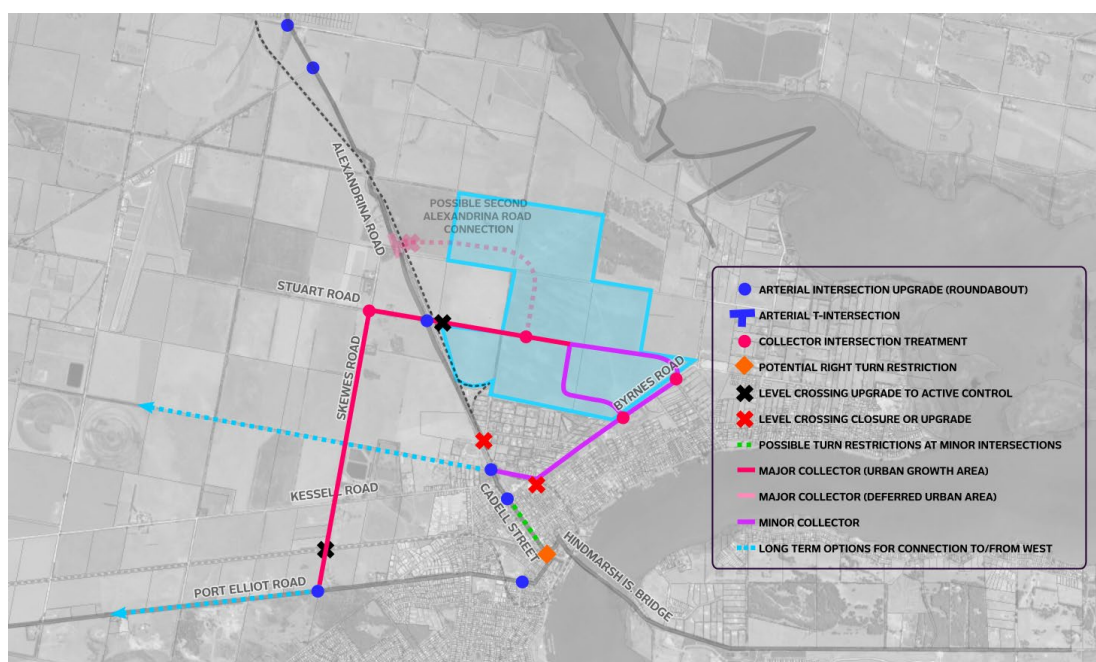 ALEXANDRINA ROAD
POSSIBLE SECOND
ALEXANDRINA ROAD
CONNECTION
STUART ROAD
SKEWES ROAD
BYRNES ROAD
KESSELL ROAD
CADELL STREET
HINDMARSH IS. BRIDGE
PORT ELLIOT ROAD
ARTERIAL INTERSECTION UPGRADE (ROUNDABOUT)
ARTERIAL T-INTERSECTION
COLLECTOR INTERSECTION TREATMENT
POTENTIAL RIGHT TURN RESTRICTION
LEVEL CROSSING UPGRADE TO ACTIVE CONTROL
LEVEL CROSSING CLOSURE OR UPGRADE
POSSIBLE TURN RESTRICTIONS AT MINOR INTERSECTIONS
MAJOR COLLECTOR (URBAN GROWTH AREA)
MAJOR COLLECTOR (DEFERRED URBAN AREA)
MINOR COLLECTOR
LONG TERM OPTIONS FOR CONNECTION TO/FROM WEST